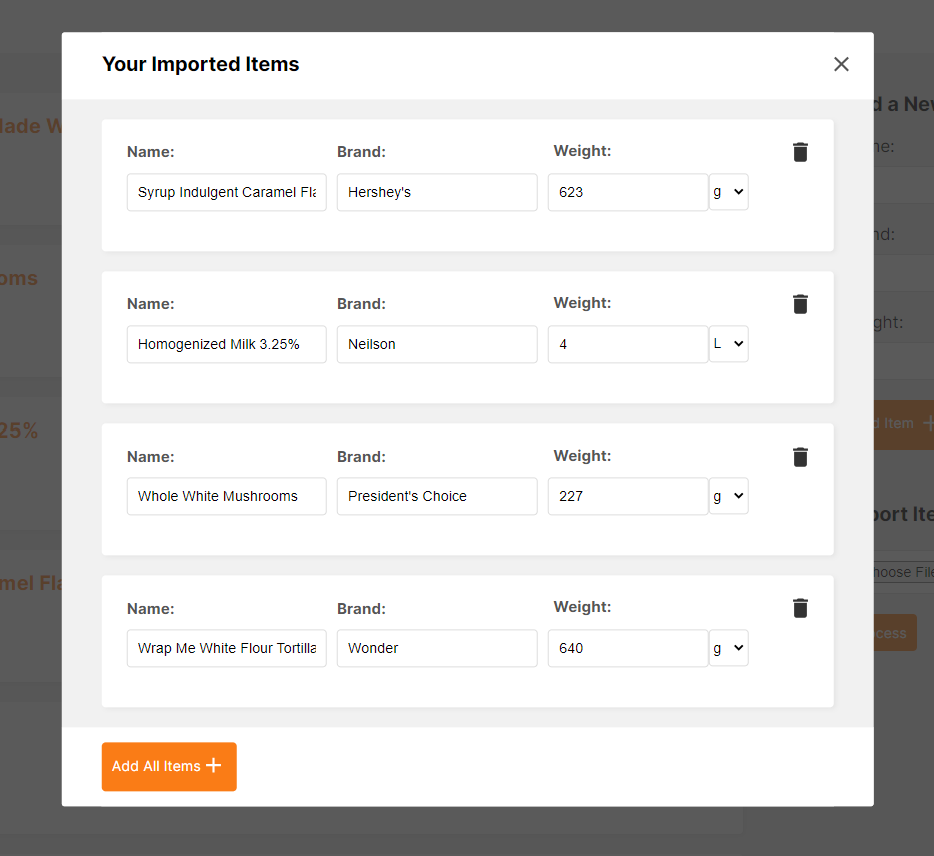 Your Imported Items
Name: Brand: Weight:
Syrup Indulgent Caramel Fla Hershey's 623 g
Name: Brand: Weight:
Homogenized Milk 3.25% Neilson 4 L
Name: Brand: Weight:
Whole White Mushrooms President's Choice 227 g
Name: Brand: Weight:
Wrap Me White Flour Tortilla Wonder 640 g
Add All Items +
lade W
oms
25%
mel Fla
d a New
ne:
nd:
ght:
d Item +
port Ite
hoose File
cess